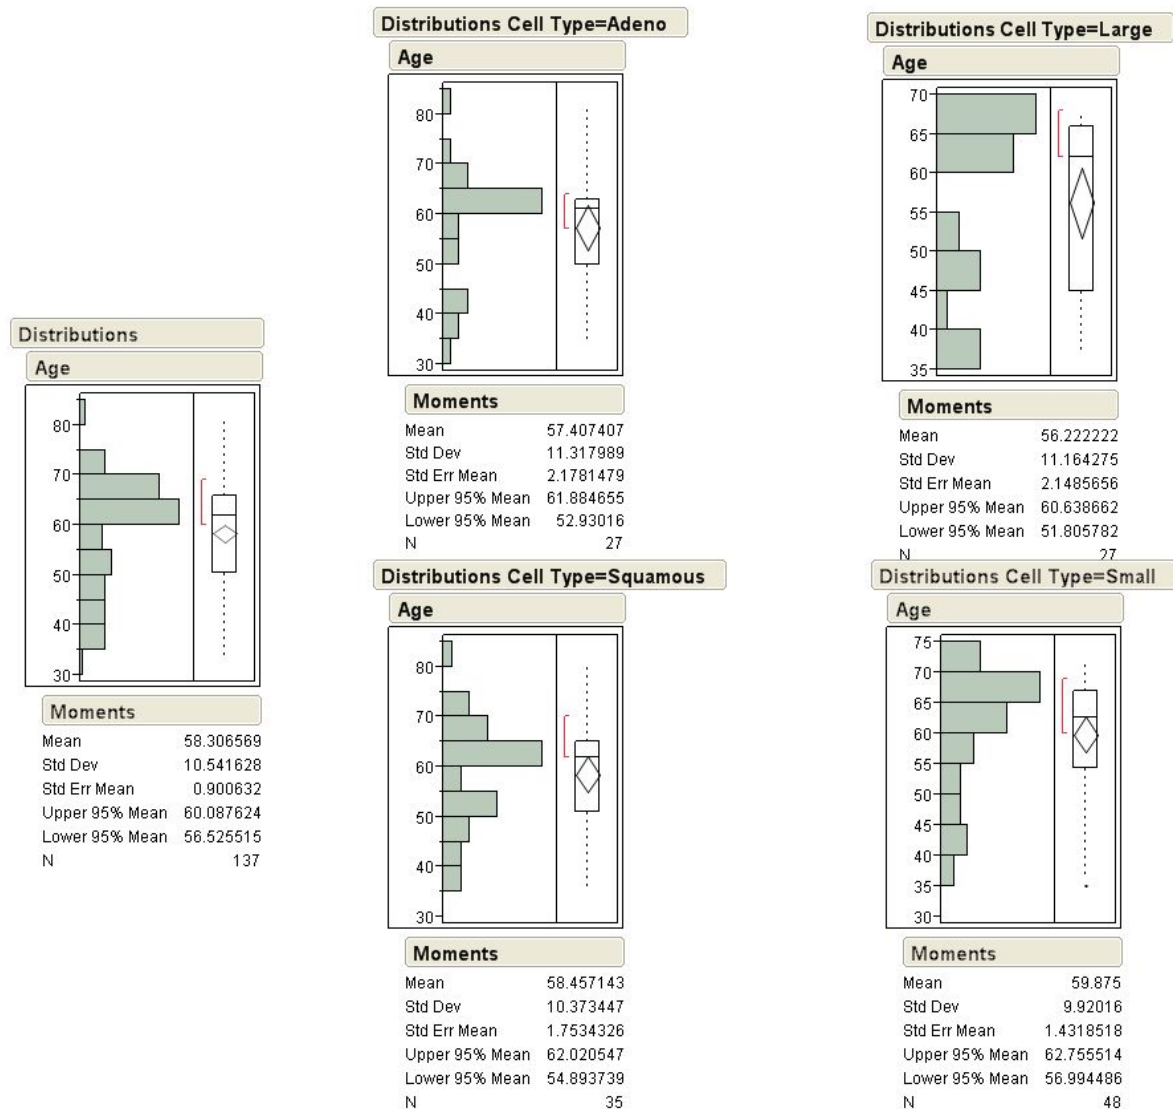 Distributions
Age
80
70
60
50
40
30
Moments
Mean 58.306569
Std Dev 10.541628
Std Err Mean 0.900632
Upper 95% Mean 60.087624
Lower 95% Mean 56.525515
N 137
Distributions Cell Type=Adeno
Age
80
70
60
50
40
30
Moments
Mean 57.407407
Std Dev 11.317989
Std Err Mean 2.1781479
Upper 95% Mean 61.884655
Lower 95% Mean 52.93016
N 27
Distributions Cell Type=Large
Age
70
65
60
55
50
45
40
35
Moments
Mean 56.222222
Std Dev 11.164275
Std Err Mean 2.1485656
Upper 95% Mean 60.638662
Lower 95% Mean 51.805782
N 27
Distributions Cell Type=Squamous
Age
80
70
60
50
40
30
Moments
Mean 58.457143
Std Dev 10.373447
Std Err Mean 1.7534326
Upper 95% Mean 62.020547
Lower 95% Mean 54.893739
N 35
Distributions Cell Type=Small
Age
75
70
65
60
55
50
45
40
35
30
Moments
Mean 59.875
Std Dev 9.92016
Std Err Mean 1.4318518
Upper 95% Mean 62.755514
Lower 95% Mean 56.994486
N 48